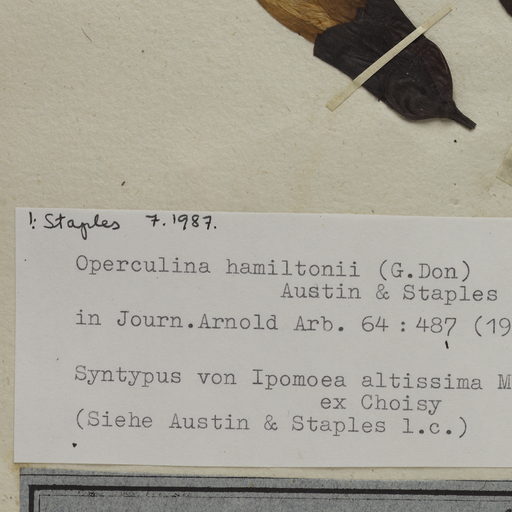 !: Staples 7.1987.
Operculina hamiltonii (G.Don)
Austin & Staples
in Journ.Arnold Arb. 64 : 487 (19
Syntypus von Ipomoea altissima M
ex Choisy
(Siehe Austin & Staples l.c.)